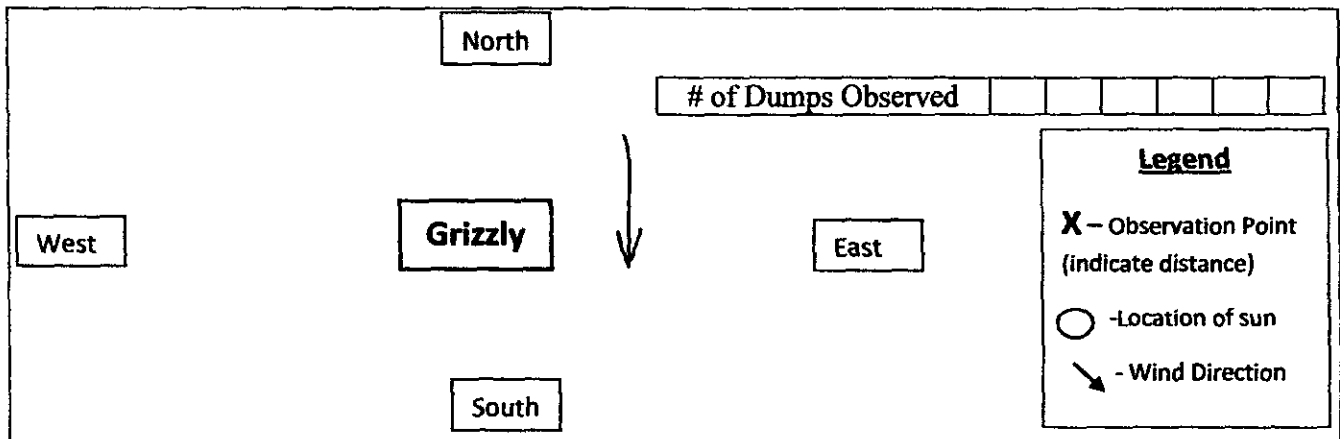 North
# of Dumps Observed
Legend
West
Grizzly
East
X – Observation Point
(indicate distance)
-Location of sun
- Wind Direction
South